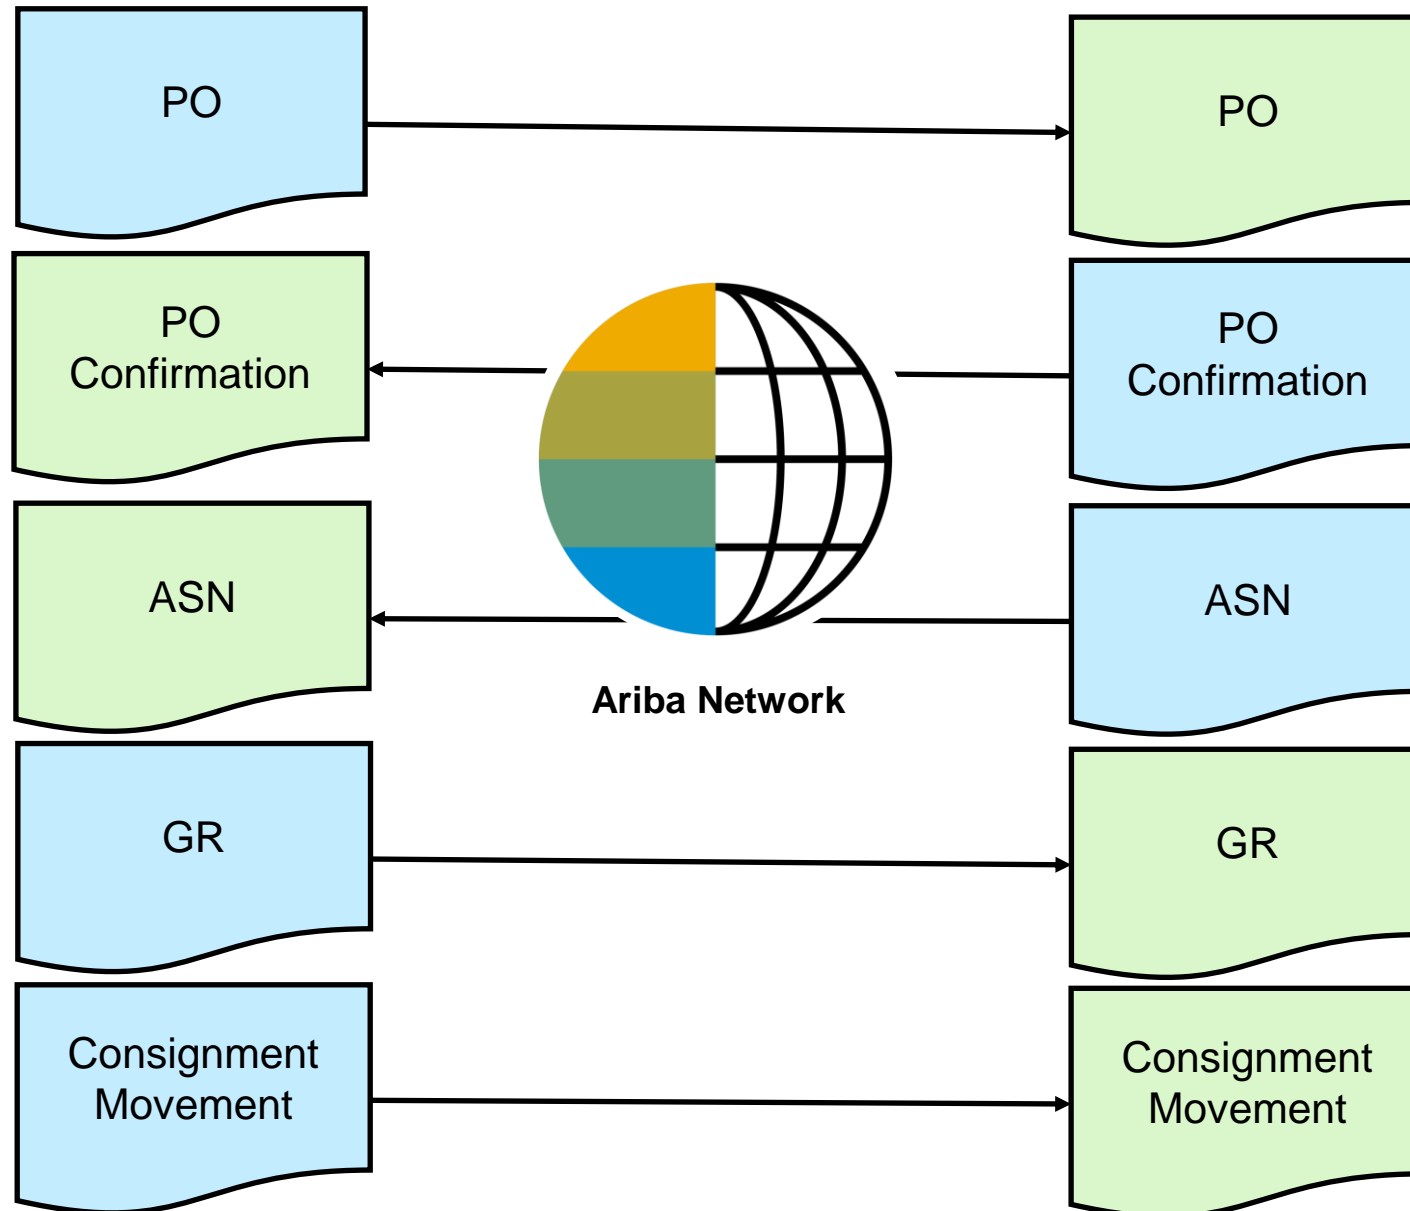 PO
PO
PO
Confirmation
PO
Confirmation
ASN
ASN
Ariba Network
GR
GR
Consignment
Movement
Consignment
Movement